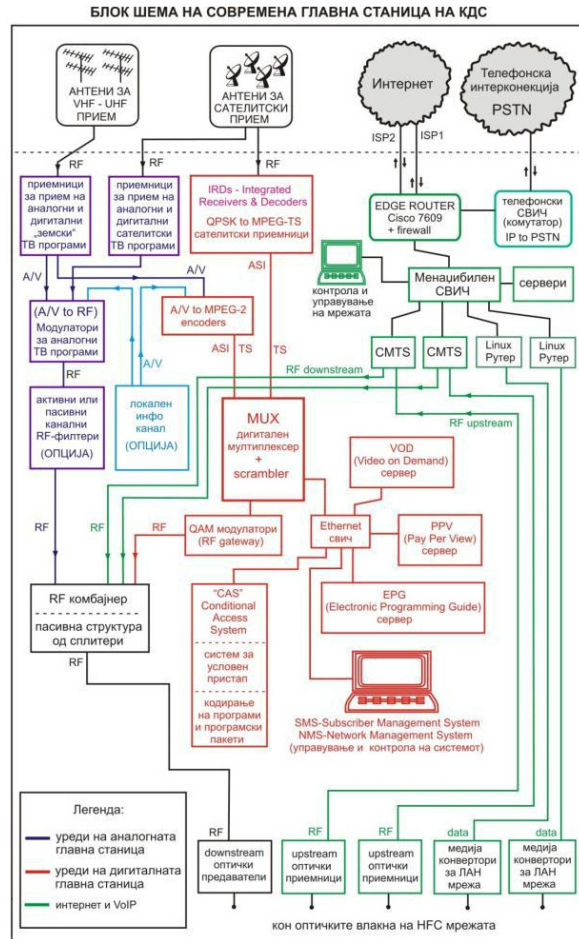 БЛОК ШЕМА НА СОВРЕМЕНА ГЛАВНА СТАНИЦА НА КДС
АНТЕНИ ЗА
VHF - UHF
ПРИЕМ
АНТЕНИ ЗА
САТЕЛИТСКИ
ПРИЕМ
Интернет
Телефонска
интерконекција
PSTN
ISP2
ISP1
RF
RF
RF
приемници
за прием на
аналогни и
дигитални
„земски“
ТВ програми
приемници
за прием на
аналогни и
дигитални
сателитски
ТВ програми
IRDs - Integrated
Receivers & Decoders
QPSK to MPEG-TS
сателитски приемници
EDGE ROUTER
Cisco 7609
+ firewall
телефонски
СВИЧ
(комутатор)
IP to PSTN
A/V
A/V
ASI
контрола и
управување
на мрежата
Менаџибилен
СВИЧ
сервери
(A/V to RF)
Модулатори
за аналогни
ТВ програми
A/V to MPEG-2
encoders
CMTS
CMTS
Linux
Рутер
Linux
Рутер
RF
A/V
ASI
TS
TS
RF downstream
RF upstream
активни или
пасивни
канални
RF-филтери
(ОПЦИЈА)
локален
инфо
канал
(ОПЦИЈА)
MUX
дигитален
мултиплексер
+
scrambler
VOD
(Video on Demand)
сервер
RF
RF
RF
QAM модулатори
(RF gateway)
Ethernet
свич
PPV
(Pay Per View)
сервер
RF комбајнер
пасивна структура
од сплитери
RF
"CAS"
Conditional
Access
System
систем за
условен
пристап
кодирање
на програми
и програмски
пакети
EPG
(Electronic Programming Guide)
сервер
SMS-Subscriber Management System
NMS-Network Management System
(управување и контрола на системот)
Легенда:
уреди на аналогната
главна станица
уреди на дигиталната
главна станица
интернет и VoIP
RF
RF
RF
data
data
downstream
оптички
предаватели
upstream
оптички
приемници
upstream
оптички
приемници
медија
конвертори
за ЛАН
мрежа
медија
конвертори
за ЛАН
мрежа
кон оптичките влакна на HFC мрежата